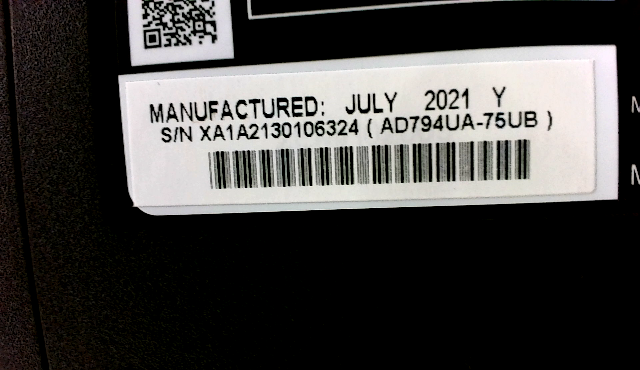 MANUFACTURED: JULY 2021 Y
S/N XA1A2130106324 ( AD794UA-75UB )
M
M